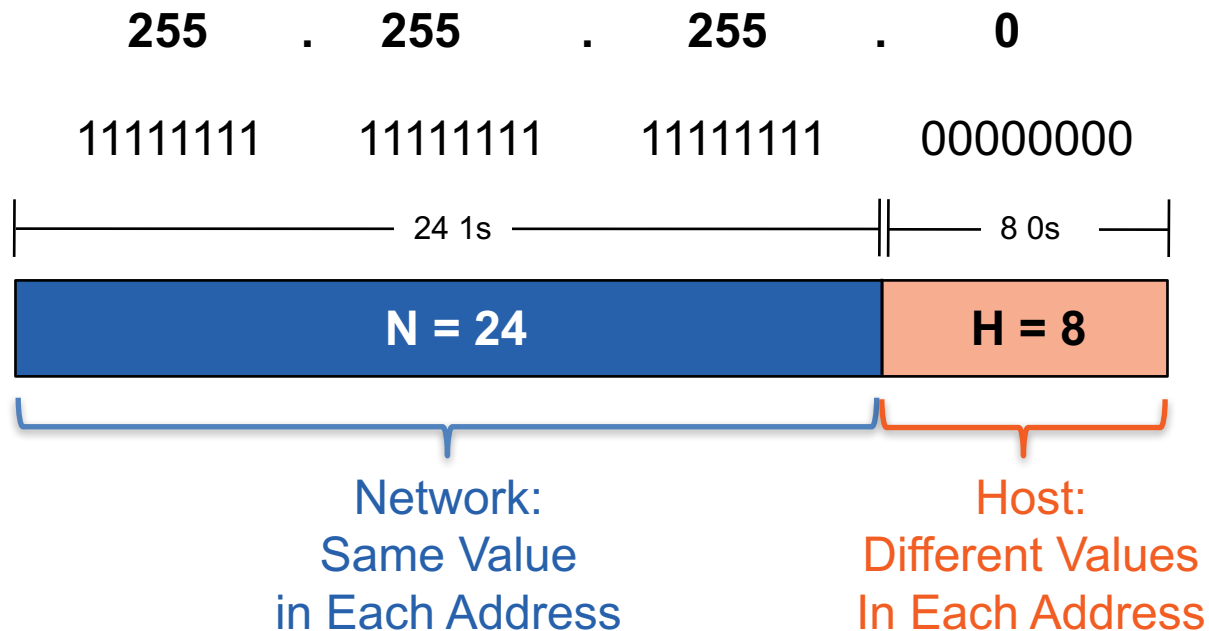 255 . 255 . 255 . 0
11111111 11111111 11111111 00000000
24 1s 8 0s
N = 24 H = 8
Network:
Same Value
in Each Address
Host:
Different Values
In Each Address